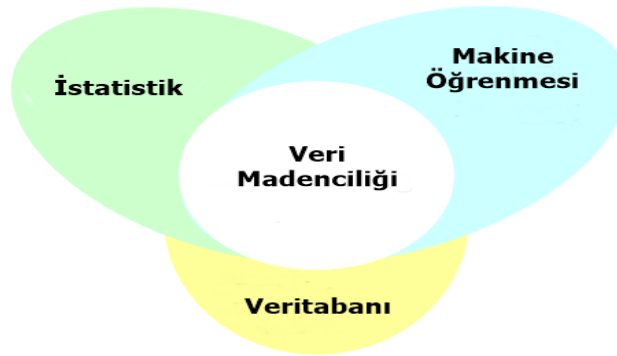 İstatistik
Makine
Öğrenmesi
Veri
Madenciliği
Veritabanı